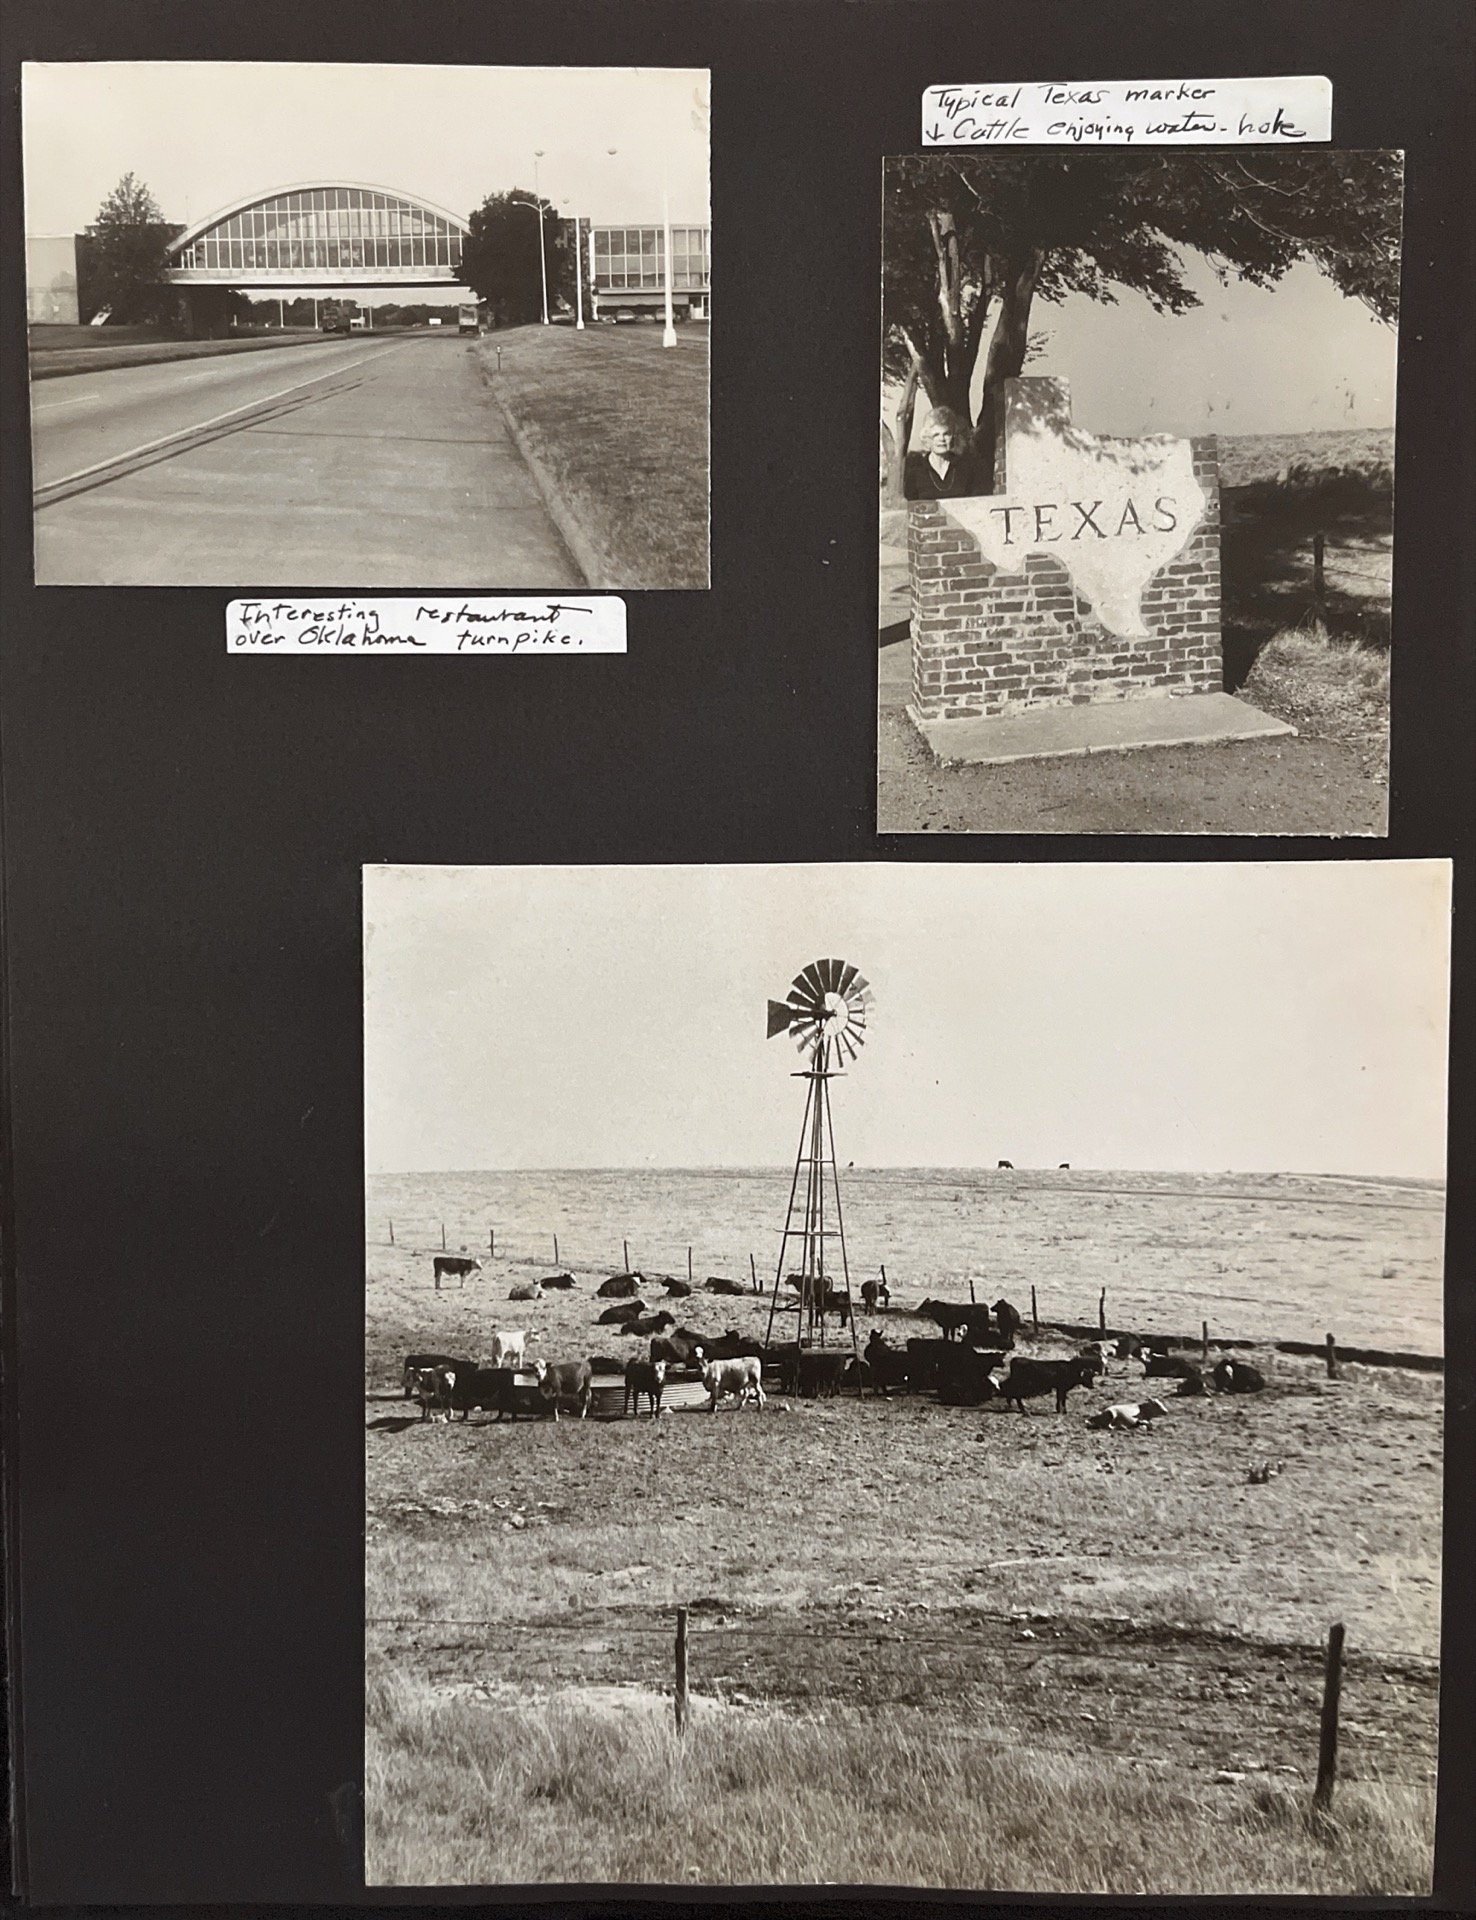 Typical Texas marker
↓ Cattle enjoying water-hole
TEXAS
Interesting restaurant
over Oklahoma turnpike.